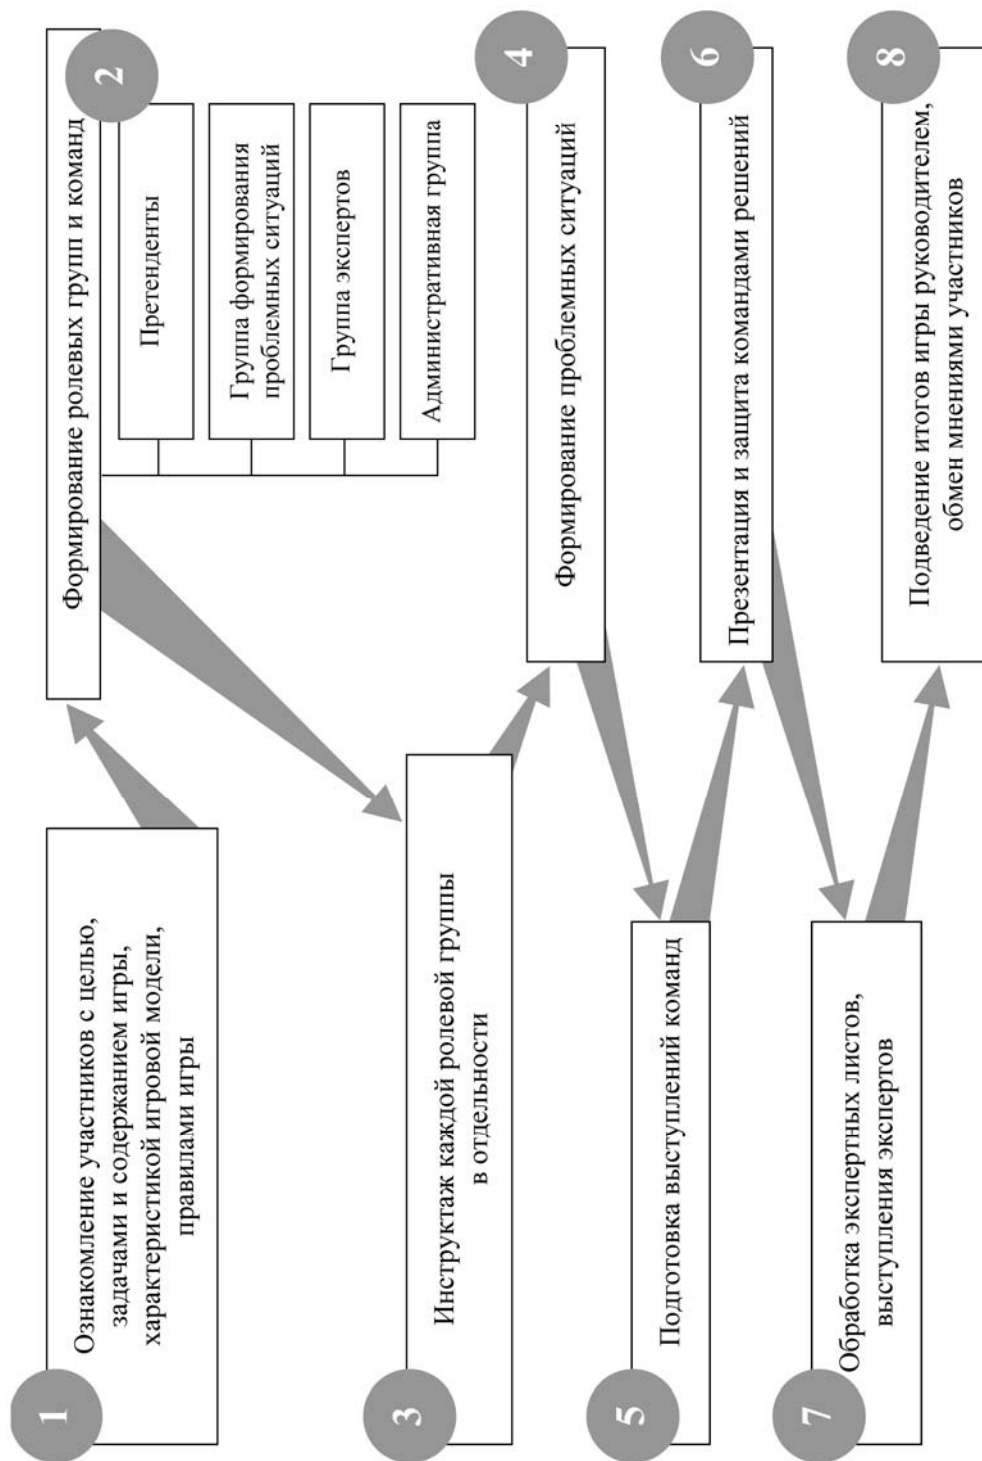 1
Ознакомление участников с целью,
задачами и содержанием игры,
характеристикой игровой модели,
правилами игры
2
Формирование ролевых групп и команд
Претенденты
Группа формирования
проблемных ситуаций
Группа экспертов
Административная группа
3
Инструктаж каждой ролевой группы
в отдельности
4
Формирование проблемных ситуаций
5
Подготовка выступлений команд
6
Презентация и защита командами решений
7
Обработка экспертных листов,
выступления экспертов
8
Подведение итогов игры руководителем,
обмен мнениями участников